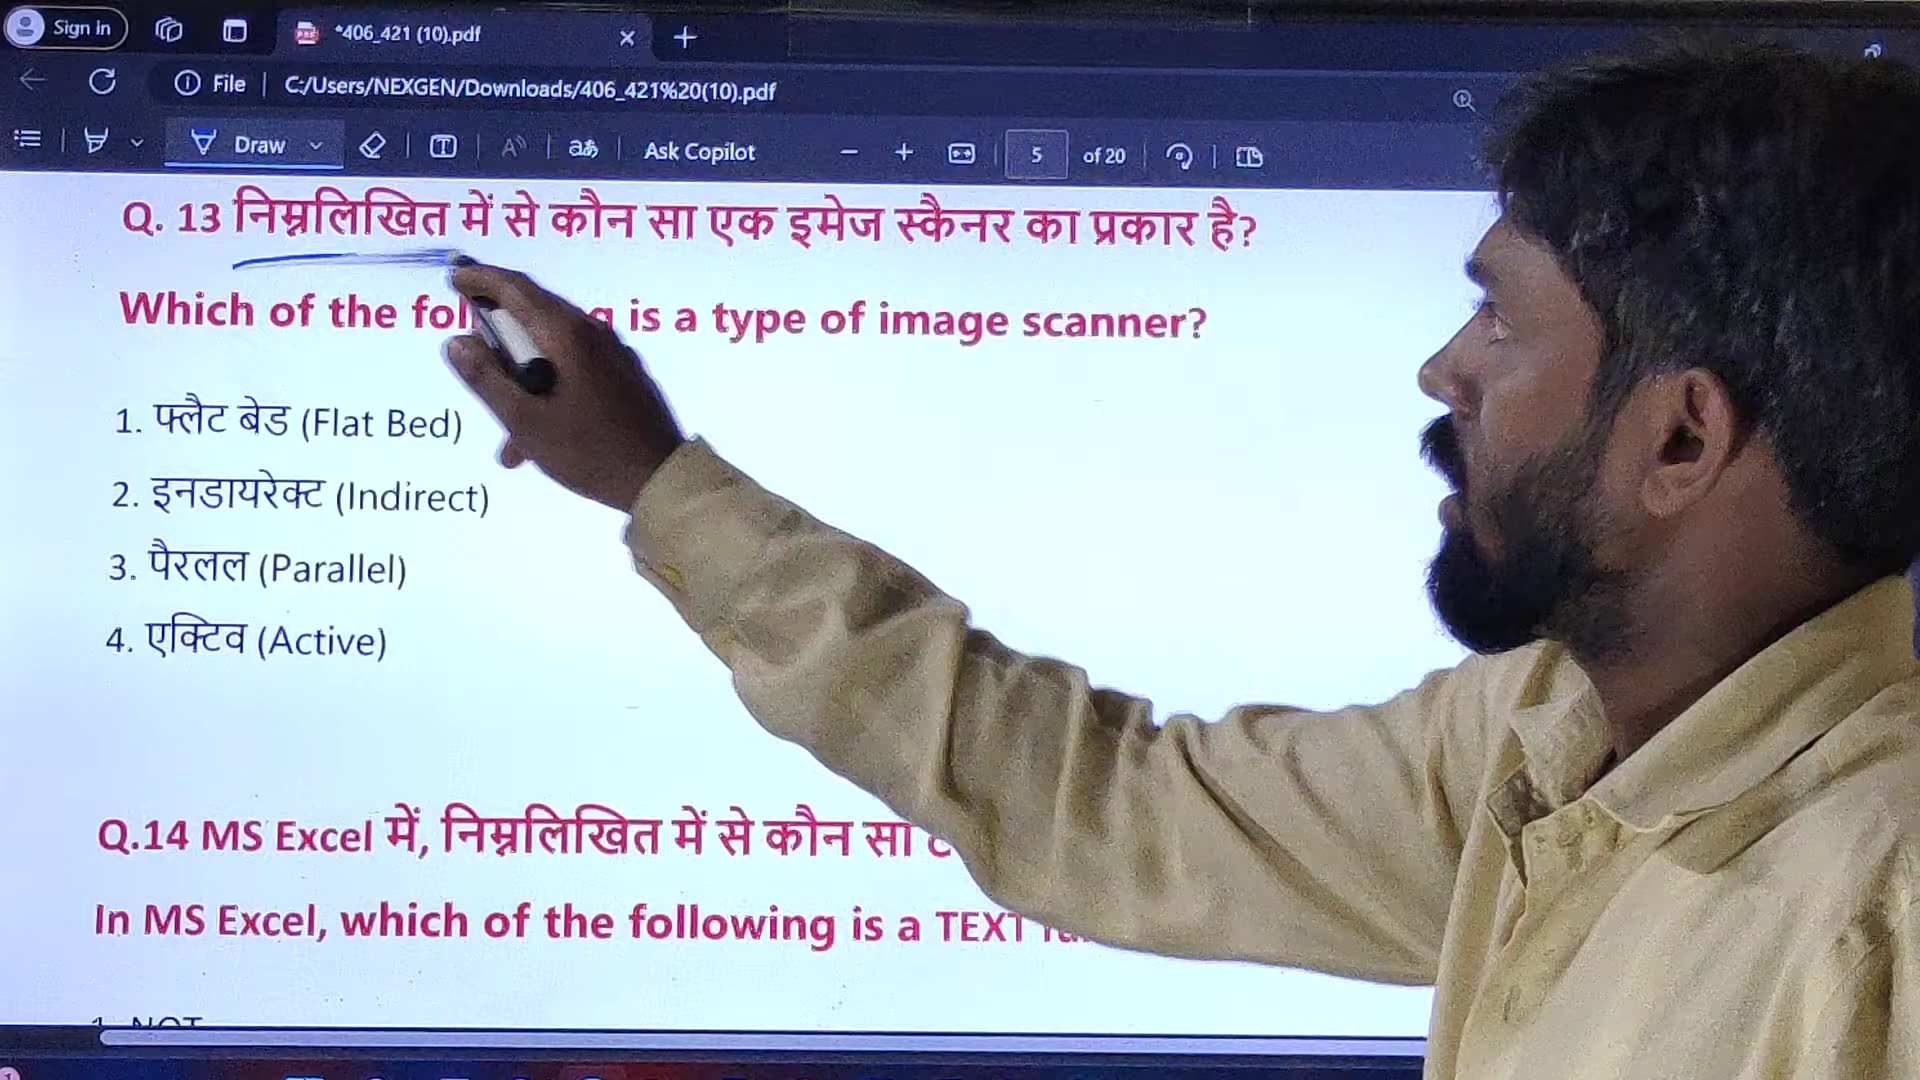 Sign in
*406_421 (10).pdf
File | C:/Users/NEXGEN/Downloads/406_421%20(10).pdf
Draw
Ask Copilot
5 of 20
Q. 13 निम्नलिखित में से कौन सा एक इमेज स्कैनर का प्रकार है?
Which of the is a type of image scanner?
1. फ्लैट बेड (Flat Bed)
2. इनडायरेक्ट (Indirect)
3. पैरलल (Parallel)
4. एक्टिव (Active)
Q.14 MS Excel में, निम्नलिखित में से कौन सा
In MS Excel, which of the following is a TEXT
1. NOT